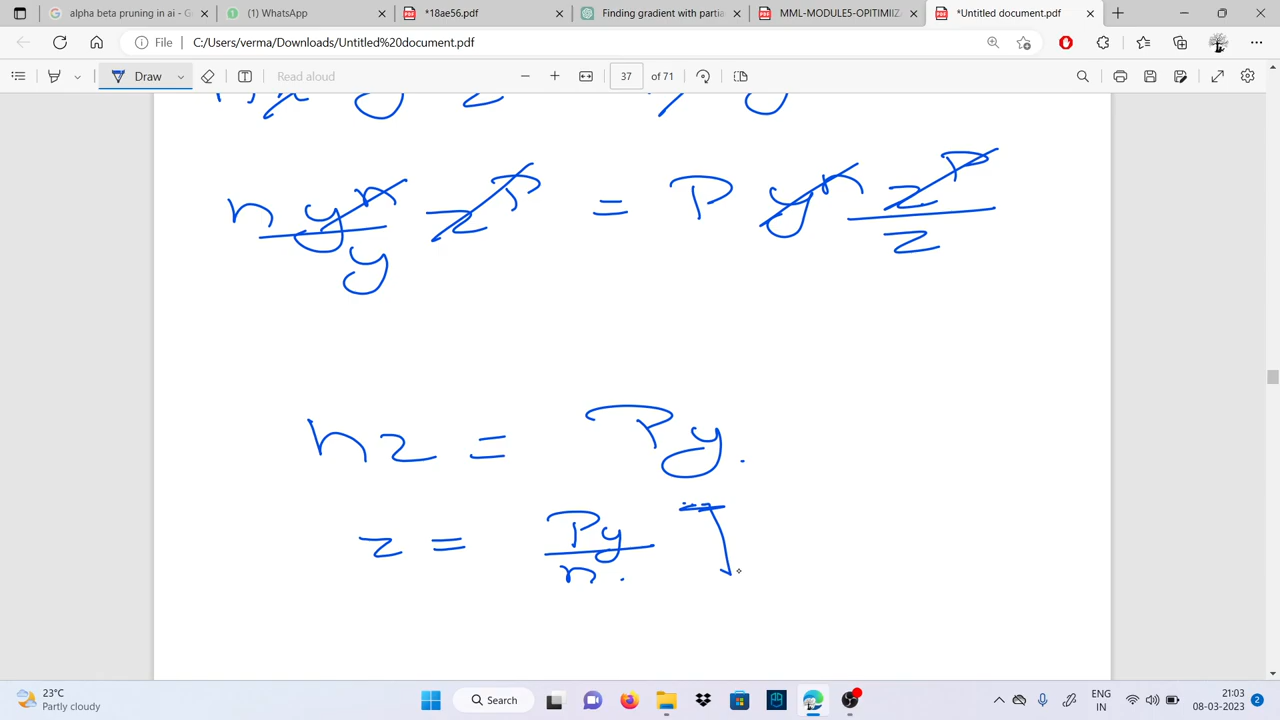 alpha beta pruning in ai - G
(1) WhatsApp
*18ae56.pdf
Finding gradient with partia
MML-MODULE5-OPITIMIIZA
*Untitled document.pdf
File
C:/Users/verma/Downloads/Untitled%20document.pdf
Draw
Read aloud
37 of 71
n y^n/y z^P = P y^n z^P/z
nz = Py.
z = Py/n.
23°C
Partly cloudy
Search
ENG
IN
21:03
08-03-2023
2